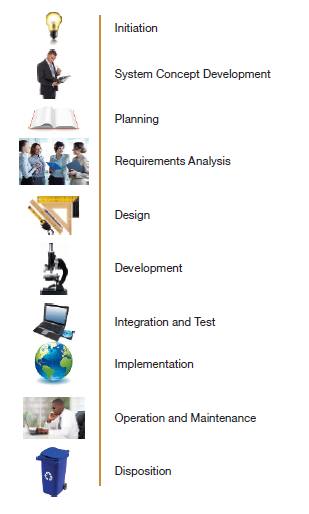 Initiation
System Concept Development
Planning
Requirements Analysis
Design
Development
Integration and Test
Implementation
Operation and Maintenance
Disposition